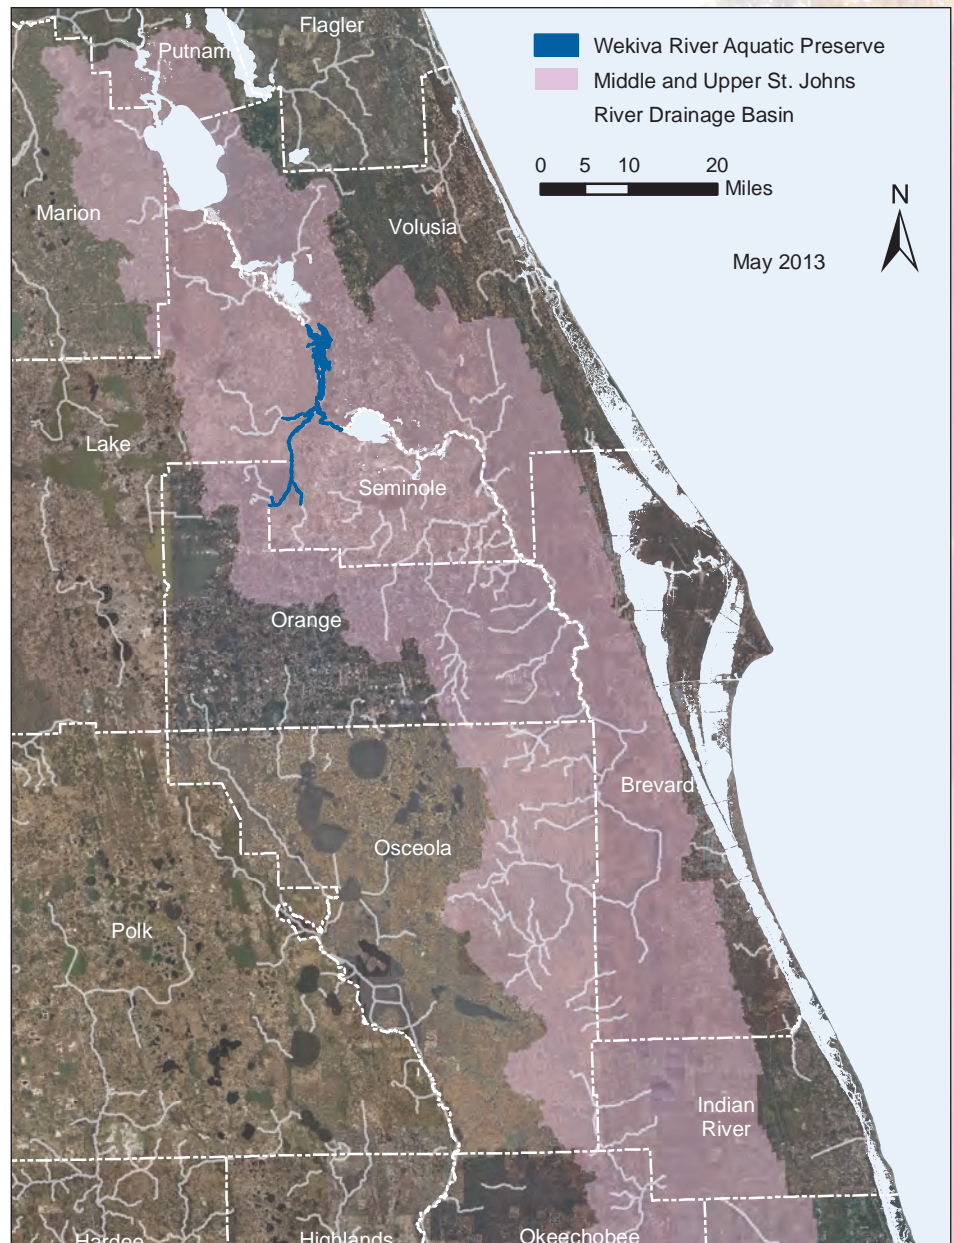 Flagler
Putnam
Wekiva River Aquatic Preserve
Middle and Upper St. Johns
River Drainage Basin
0 5 10 20
Miles
N
Marion
Volusia
May 2013
Lake
Seminole
Orange
Brevard
Osceola
Polk
Indian
River
Hardee
Highlands
Okeechobee